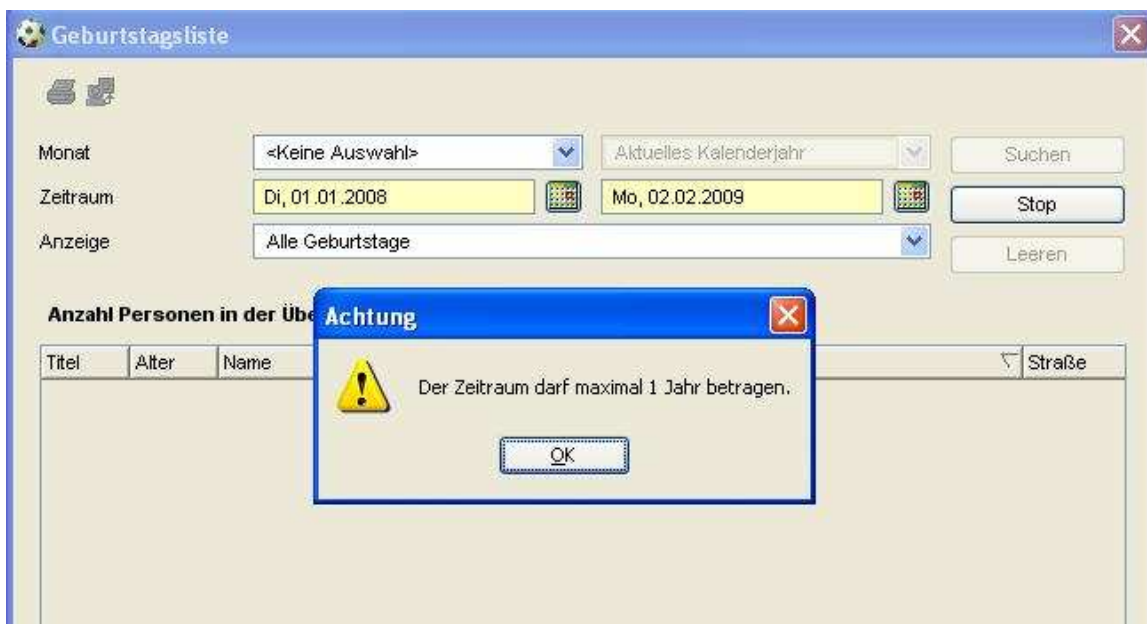 Geburtstagsliste
Monat <Keine Auswahl> Aktuelles Kalenderjahr Suchen
Zeitraum Di, 01.01.2008 Mo, 02.02.2009 Stop
Anzeige Alle Geburtstage Leeren
Anzahl Personen in der
Achtung
Titel Alter Name Straße
Der Zeitraum darf maximal 1 Jahr betragen.
OK